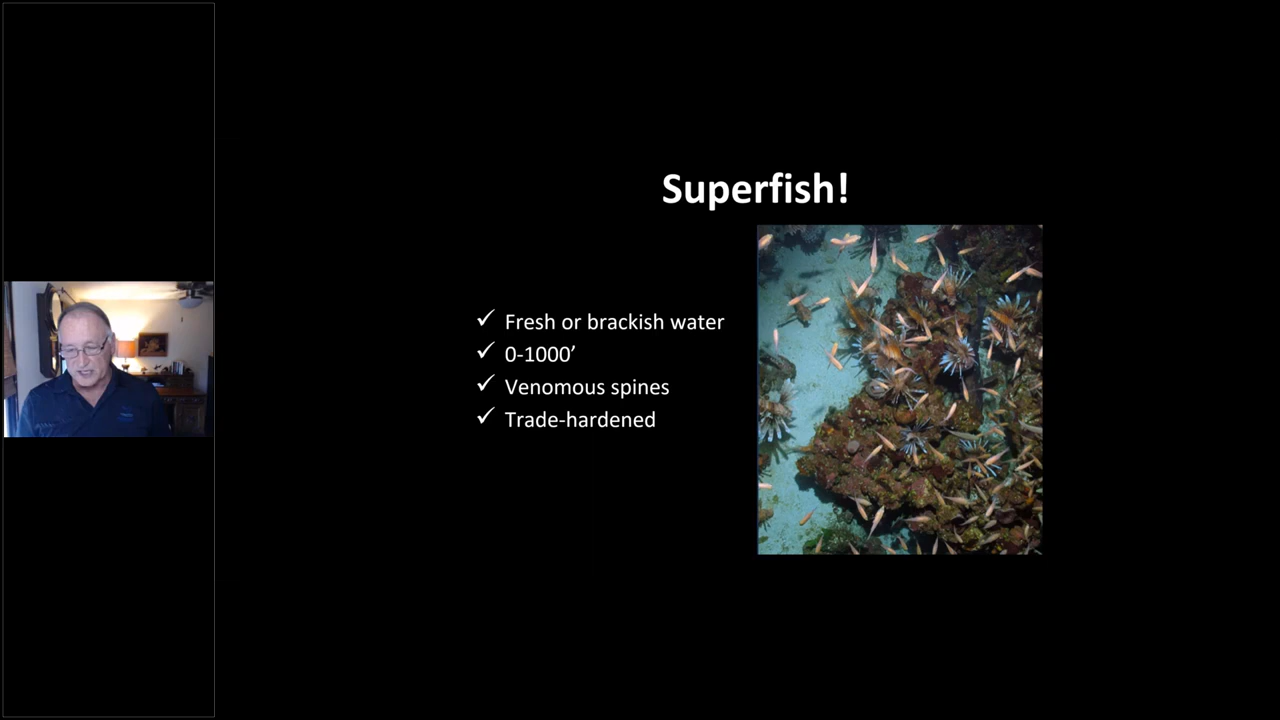 Superfish!
✓ Fresh or brackish water
✓ 0-1000’
✓ Venomous spines
✓ Trade-hardened